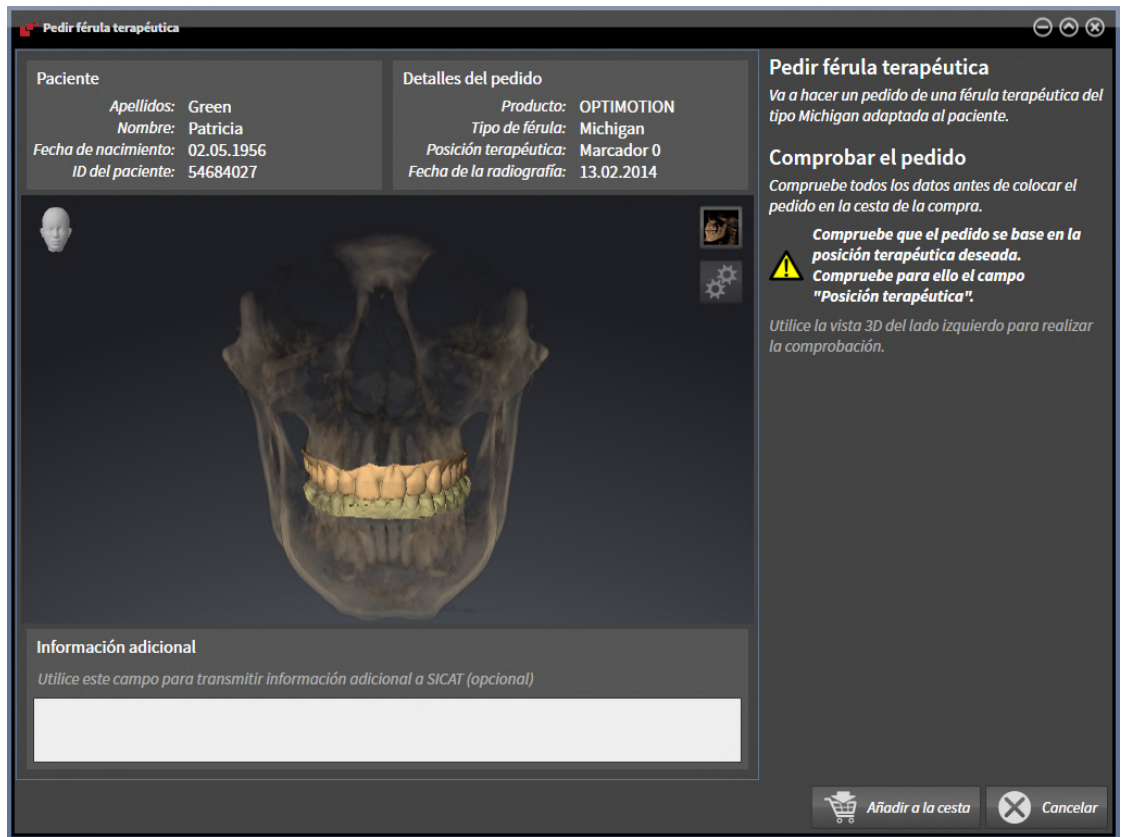 Pedir férula terapéutica
Paciente
Apellidos: Green
Nombre: Patricia
Fecha de nacimiento: 02.05.1956
ID del paciente: 54684027
Detalles del pedido
Producto: OPTIMOTION
Tipo de férula: Michigan
Posición terapéutica: Marcador 0
Fecha de la radiografía: 13.02.2014
Información adicional
Utilice este campo para transmitir información adicional a SICAT (opcional)
Pedir férula terapéutica
Va a hacer un pedido de una férula terapéutica del
tipo Michigan adaptada al paciente.
Comprobar el pedido
Compruebe todos los datos antes de colocar el
pedido en la cesta de la compra.
Compruebe que el pedido se base en la
posición terapéutica deseada.
Compruebe para ello el campo
"Posición terapéutica".
Utilice la vista 3D del lado izquierdo para realizar
la comprobación.
Añadir a la cesta
Cancelar